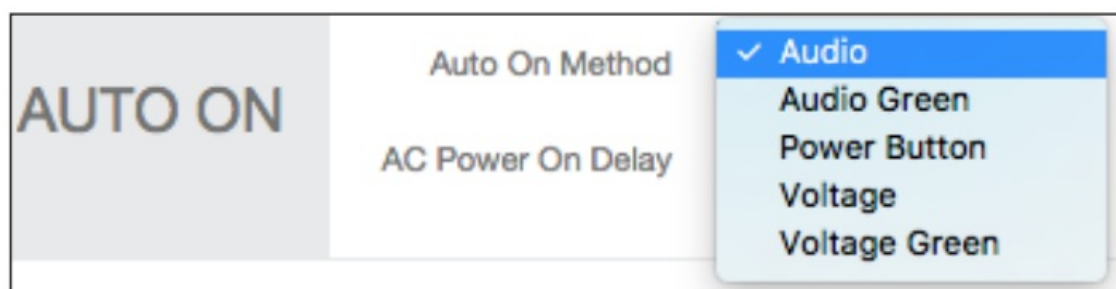 AUTO ON
Auto On Method
AC Power On Delay
✓ Audio
Audio Green
Power Button
Voltage
Voltage Green